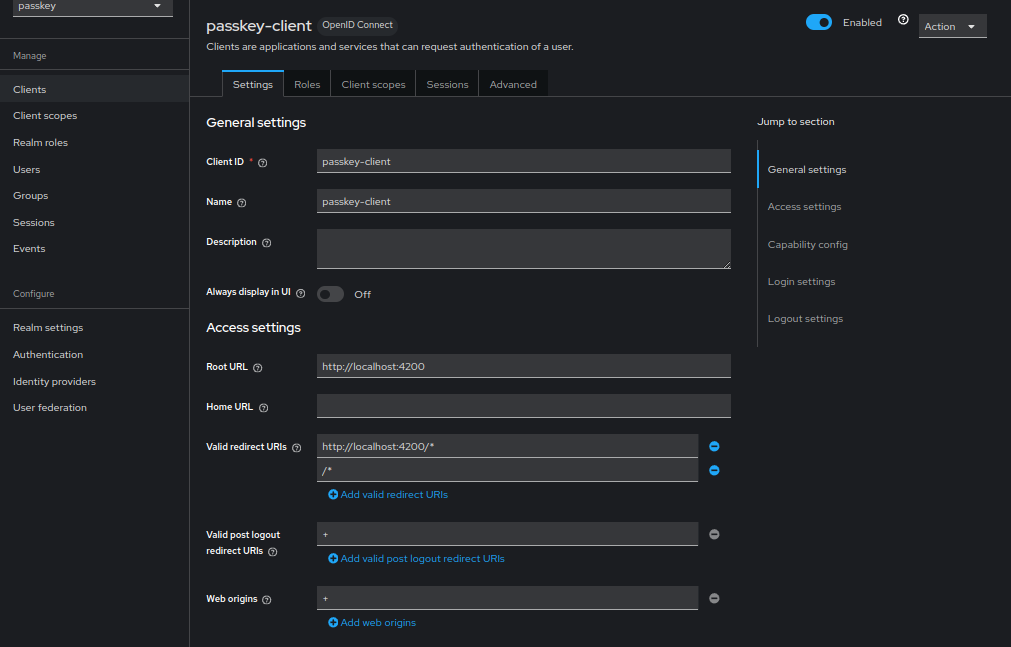 passkey
Manage
Clients
Client scopes
Realm roles
Users
Groups
Sessions
Events
Configure
Realm settings
Authentication
Identity providers
User federation
passkey-client OpenID Connect
Enabled
Action
Clients are applications and services that can request authentication of a user.
Settings Roles Client scopes Sessions Advanced
General settings
Client ID * passkey-client
Name passkey-client
Description
Always display in UI Off
Access settings
Root URL http://localhost:4200
Home URL
Valid redirect URIs http://localhost:4200/*
/*
Add valid redirect URIs
Valid post logout
redirect URIs
+
Add valid post logout redirect URIs
Web origins +
Add web origins
Jump to section
General settings
Access settings
Capability config
Login settings
Logout settings